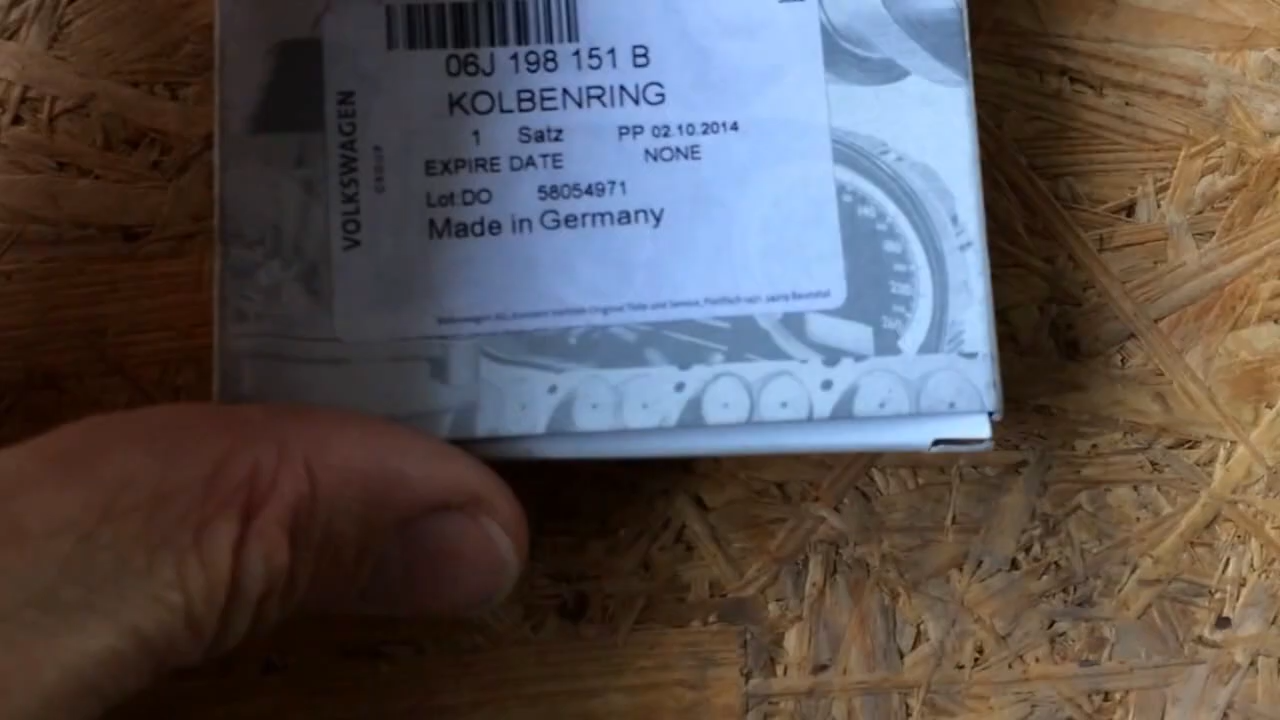 06J 198 151 B
KOLBENRING
1 Satz PP 02.10.2014
EXPIRE DATE NONE
Lot:DO 58054971
Made in Germany
VOLKSWAGEN
GROUP